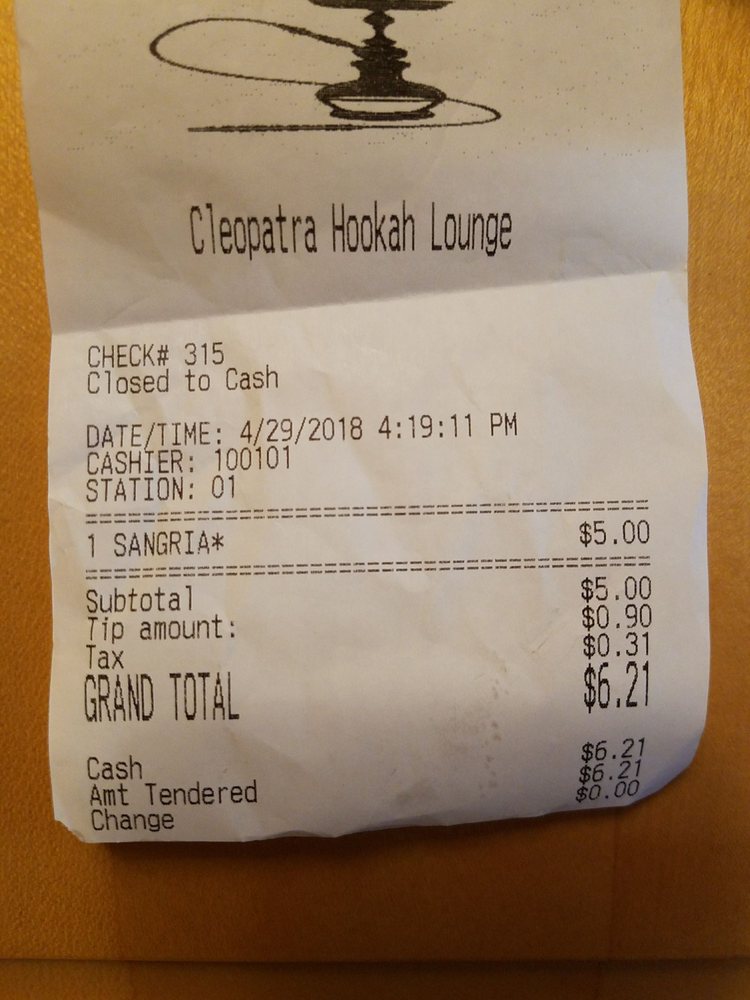 Cleopatra Hookah Lounge
CHECK# 315
Closed to Cash
DATE/TIME: 4/29/2018 4:19:11 PM
CASHIER: 100101
STATION: 01
1 SANGRIA* $5.00
Subtotal $5.00
Tip amount: $0.90
Tax $0.31
GRAND TOTAL $6.21
Cash $6.21
Amt Tendered $6.21
Change $0.00